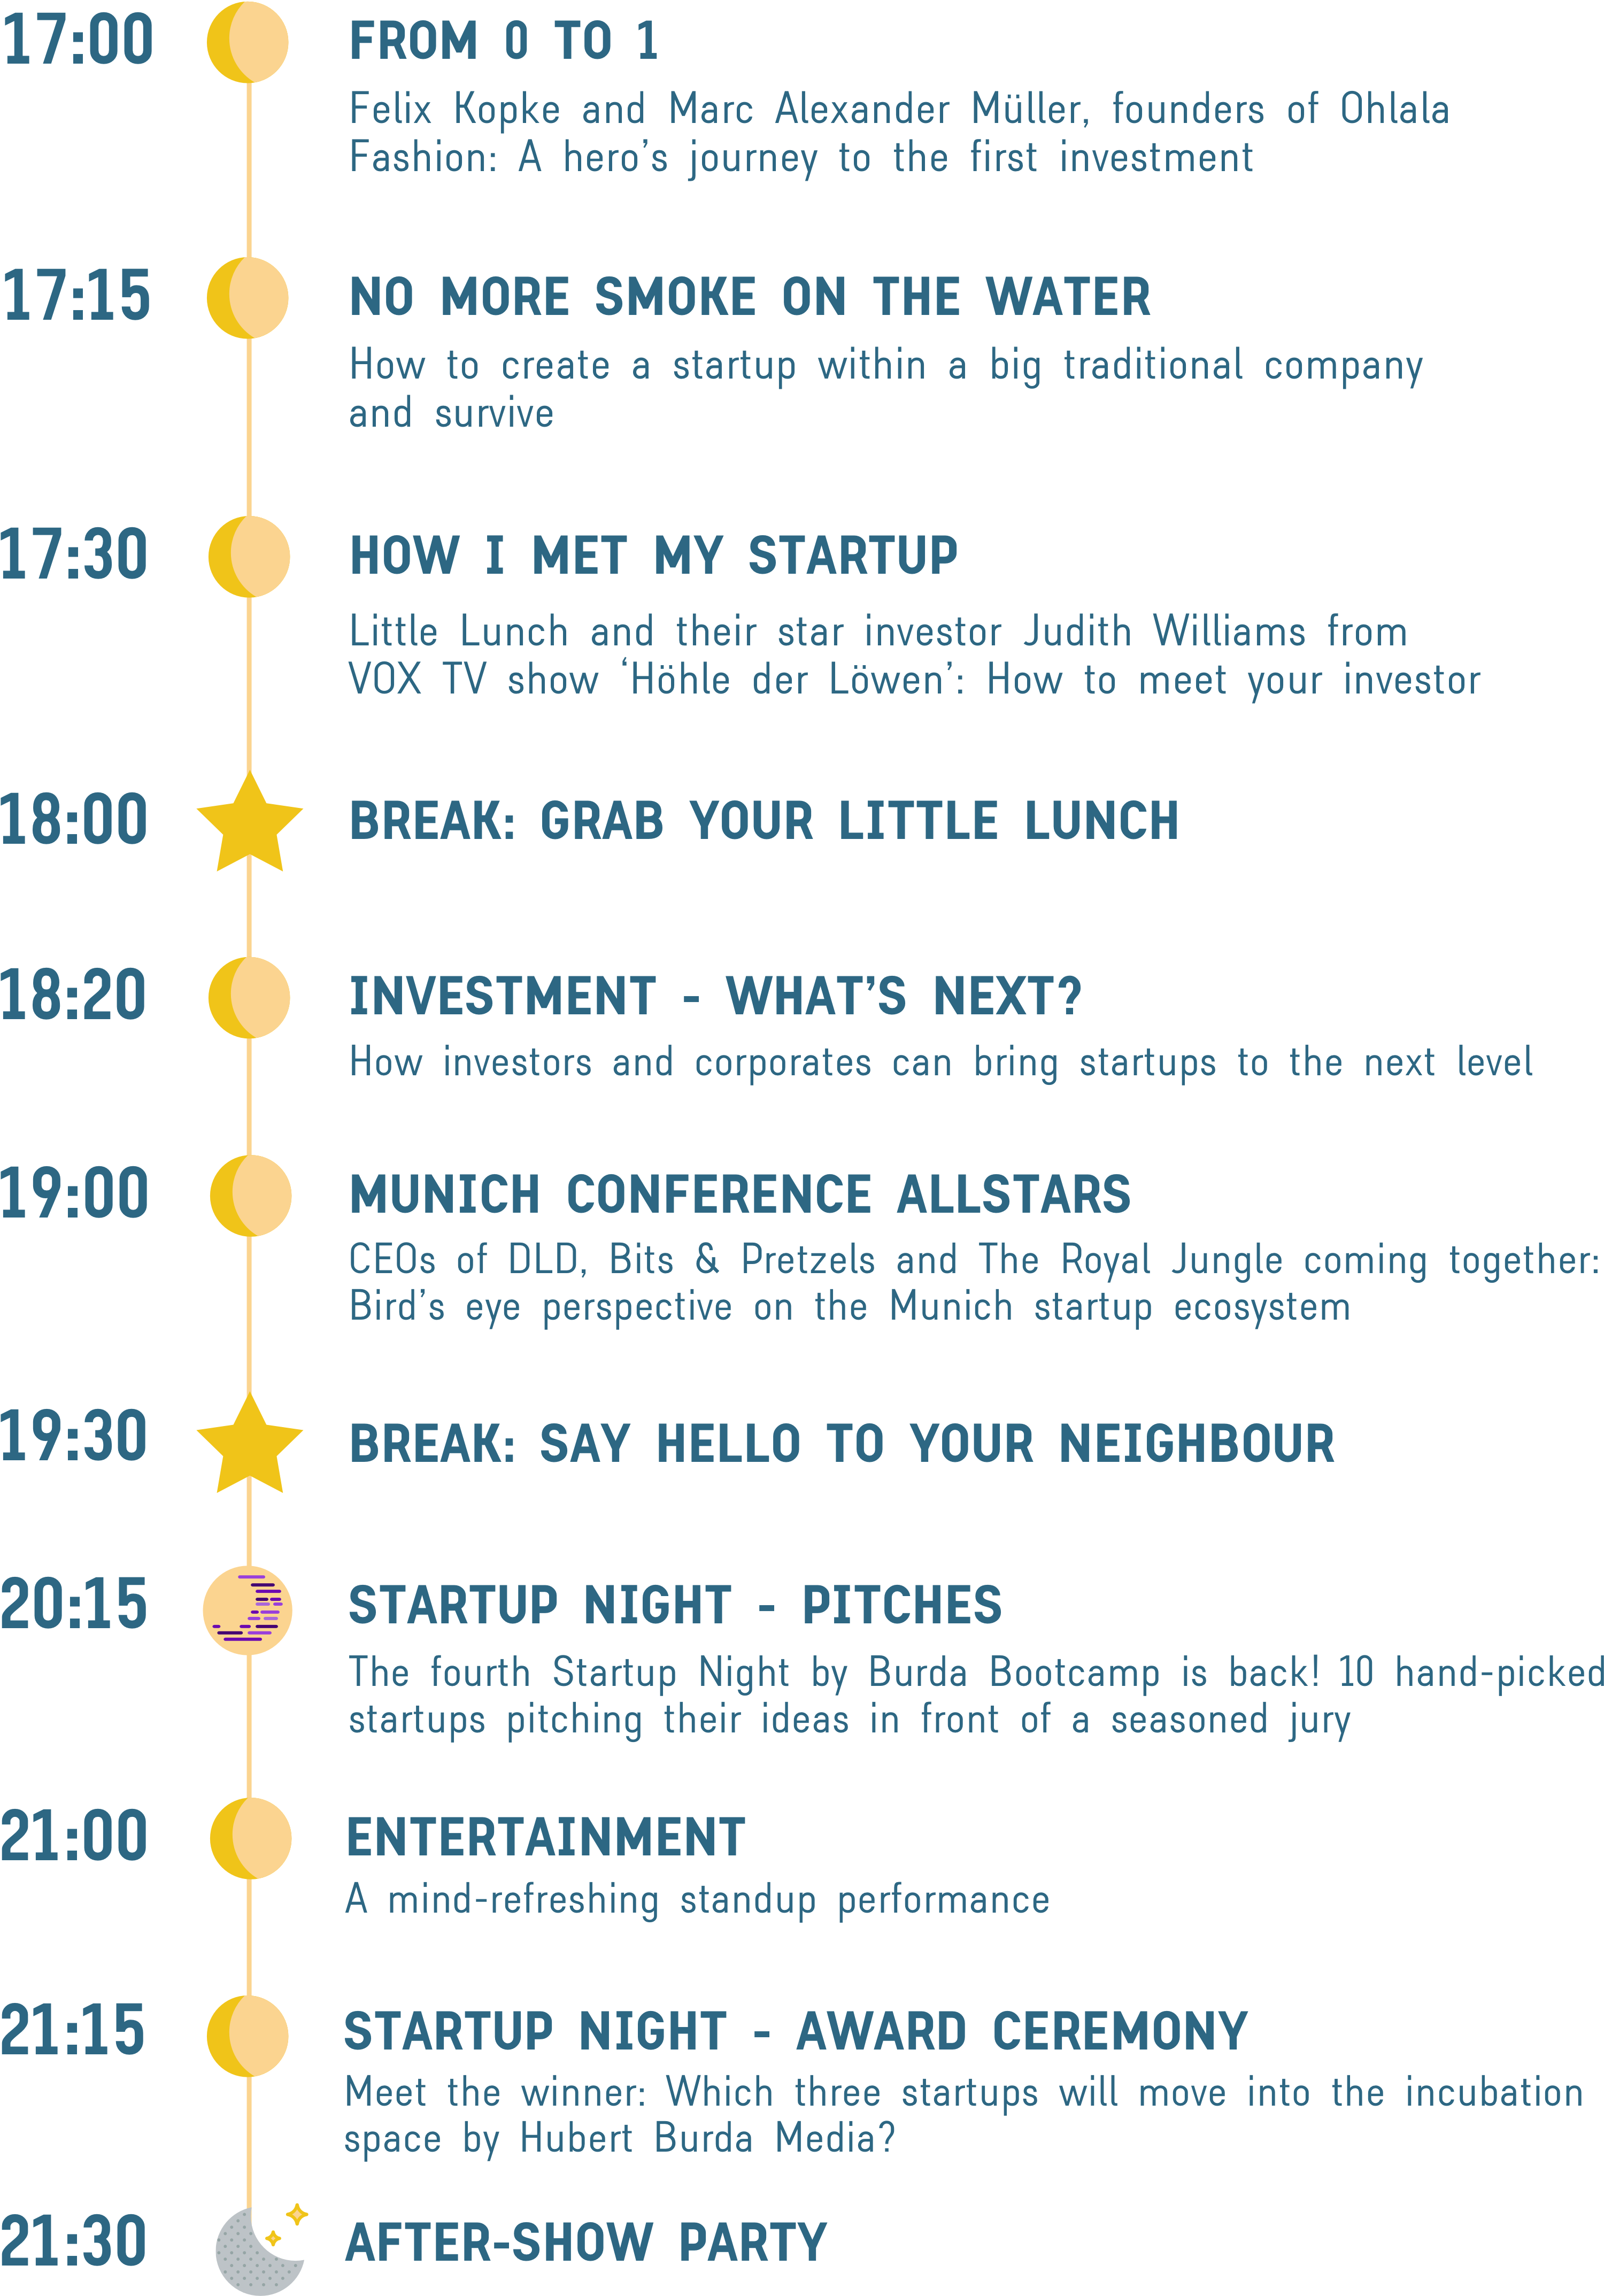 17:00 FROM 0 TO 1
Felix Kopke and Marc Alexander Müller, founders of Ohlala
Fashion: A hero’s journey to the first investment
17:15 NO MORE SMOKE ON THE WATER
How to create a startup within a big traditional company
and survive
17:30 HOW I MET MY STARTUP
Little Lunch and their star investor Judith Williams from
VOX TV show ‘Höhle der Löwen’: How to meet your investor
18:00 BREAK: GRAB YOUR LITTLE LUNCH
18:20 INVESTMENT - WHAT’S NEXT?
How investors and corporates can bring startups to the next level
19:00 MUNICH CONFERENCE ALLSTARS
CEOs of DLD, Bits & Pretzels and The Royal Jungle coming together:
Bird’s eye perspective on the Munich startup ecosystem
19:30 BREAK: SAY HELLO TO YOUR NEIGHBOUR
20:15 STARTUP NIGHT - PITCHES
The fourth Startup Night by Burda Bootcamp is back! 10 hand-picked
startups pitching their ideas in front of a seasoned jury
21:00 ENTERTAINMENT
A mind-refreshing standup performance
21:15 STARTUP NIGHT - AWARD CEREMONY
Meet the winner: Which three startups will move into the incubation
space by Hubert Burda Media?
21:30 AFTER-SHOW PARTY